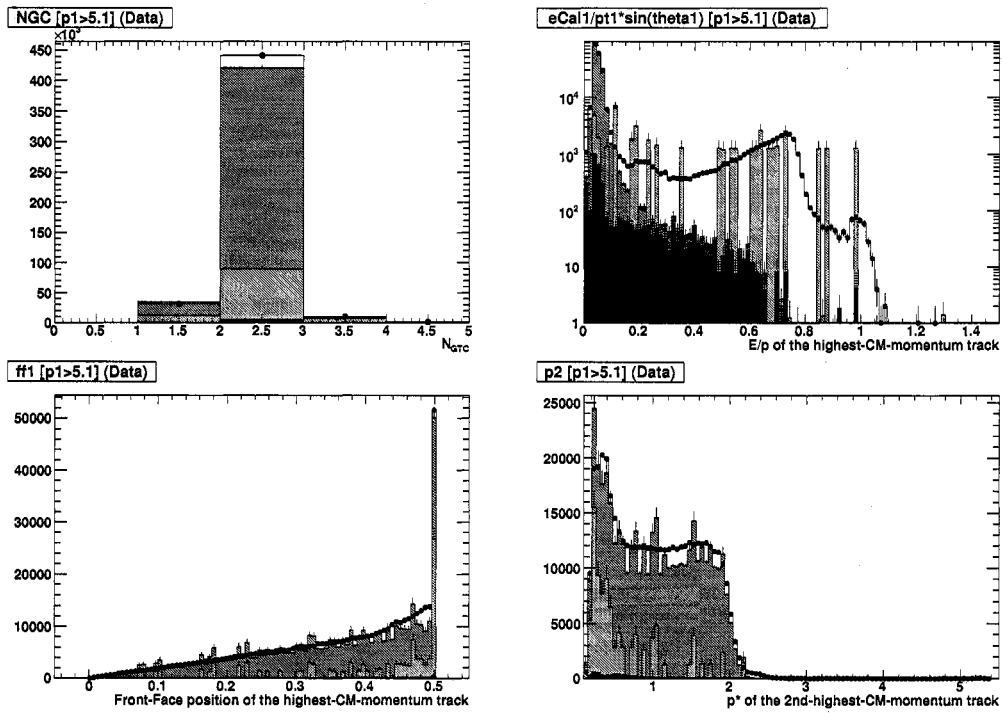 NGC [p1>5.1] (Data)
×10³
450
400
350
300
250
200
150
100
50
0
0 0.5 1 1.5 2 2.5 3 3.5 4 4.5 5
N_GTC
eCal1/pt1*sin(theta1) [p1>5.1] (Data)
10⁴
10³
10²
10
1
0.0 0.2 0.4 0.6 0.8 1.0 1.2 1.4
E/p of the highest-CM-momentum track
ff1 [p1>5.1] (Data)
50000
40000
30000
20000
10000
0
0 0.1 0.2 0.3 0.4 0.5
Front-Face position of the highest-CM-momentum track
p2 [p1>5.1] (Data)
25000
20000
15000
10000
5000
0
1 2 3 4 5
p* of the 2nd-highest-CM-momentum track